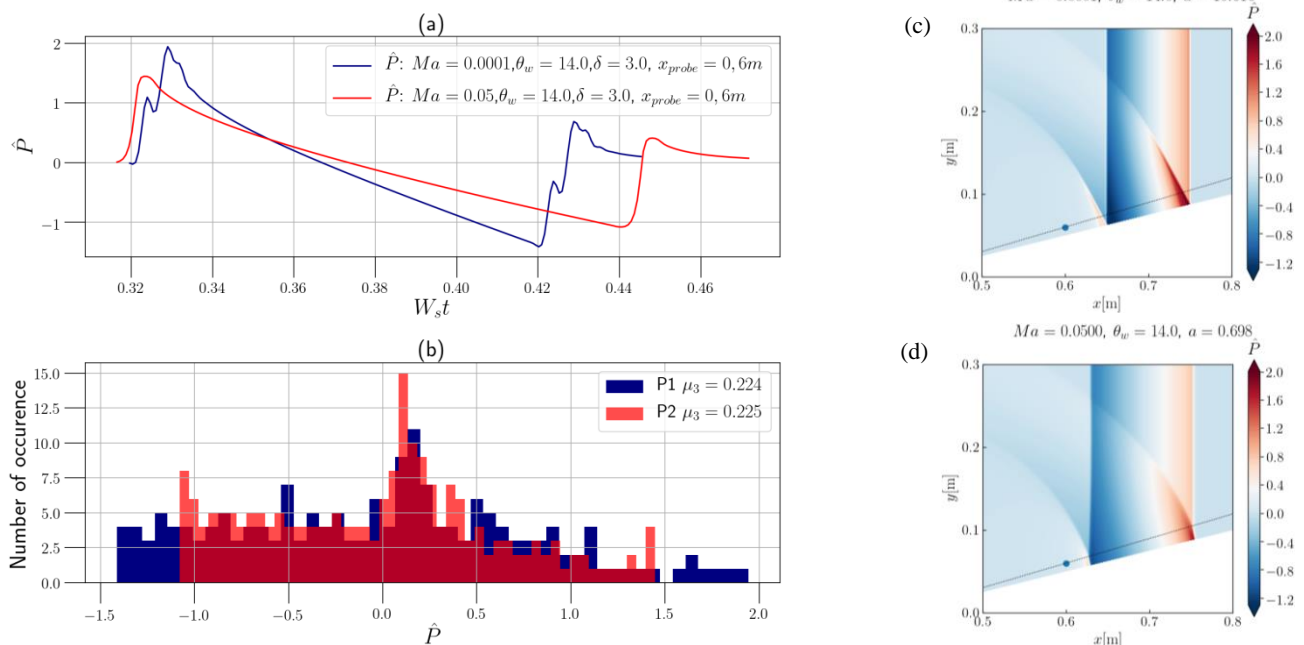 (a)
P̂: Ma = 0.0001,θw = 14.0,δ = 3.0, xprobe = 0, 6m
P̂: Ma = 0.05,θw = 14.0,δ = 3.0, xprobe = 0, 6m
P̂
2
1
0
−1
0.32 0.34 0.36 0.38 0.40 0.42 0.44 0.46
Wst
(b)
P1 μ3 = 0.224
P2 μ3 = 0.225
Number of occurence
15.0
12.5
10.0
7.5
5.0
2.5
0.0
−1.5 −1.0 −0.5 0.0 0.5 1.0 1.5 2.0
P̂
(c)
P̂
y[m]
0.3
0.2
0.1
0.0
0.5 0.6 0.7 0.8
x[m]
2.0
1.6
1.2
0.8
0.4
0.0
−0.4
−0.8
−1.2
(d)
Ma = 0.0500, θw = 14.0, a = 0.698
P̂
y[m]
0.3
0.2
0.1
0.0
0.5 0.6 0.7 0.8
x[m]
2.0
1.6
1.2
0.8
0.4
0.0
−0.4
−0.8
−1.2